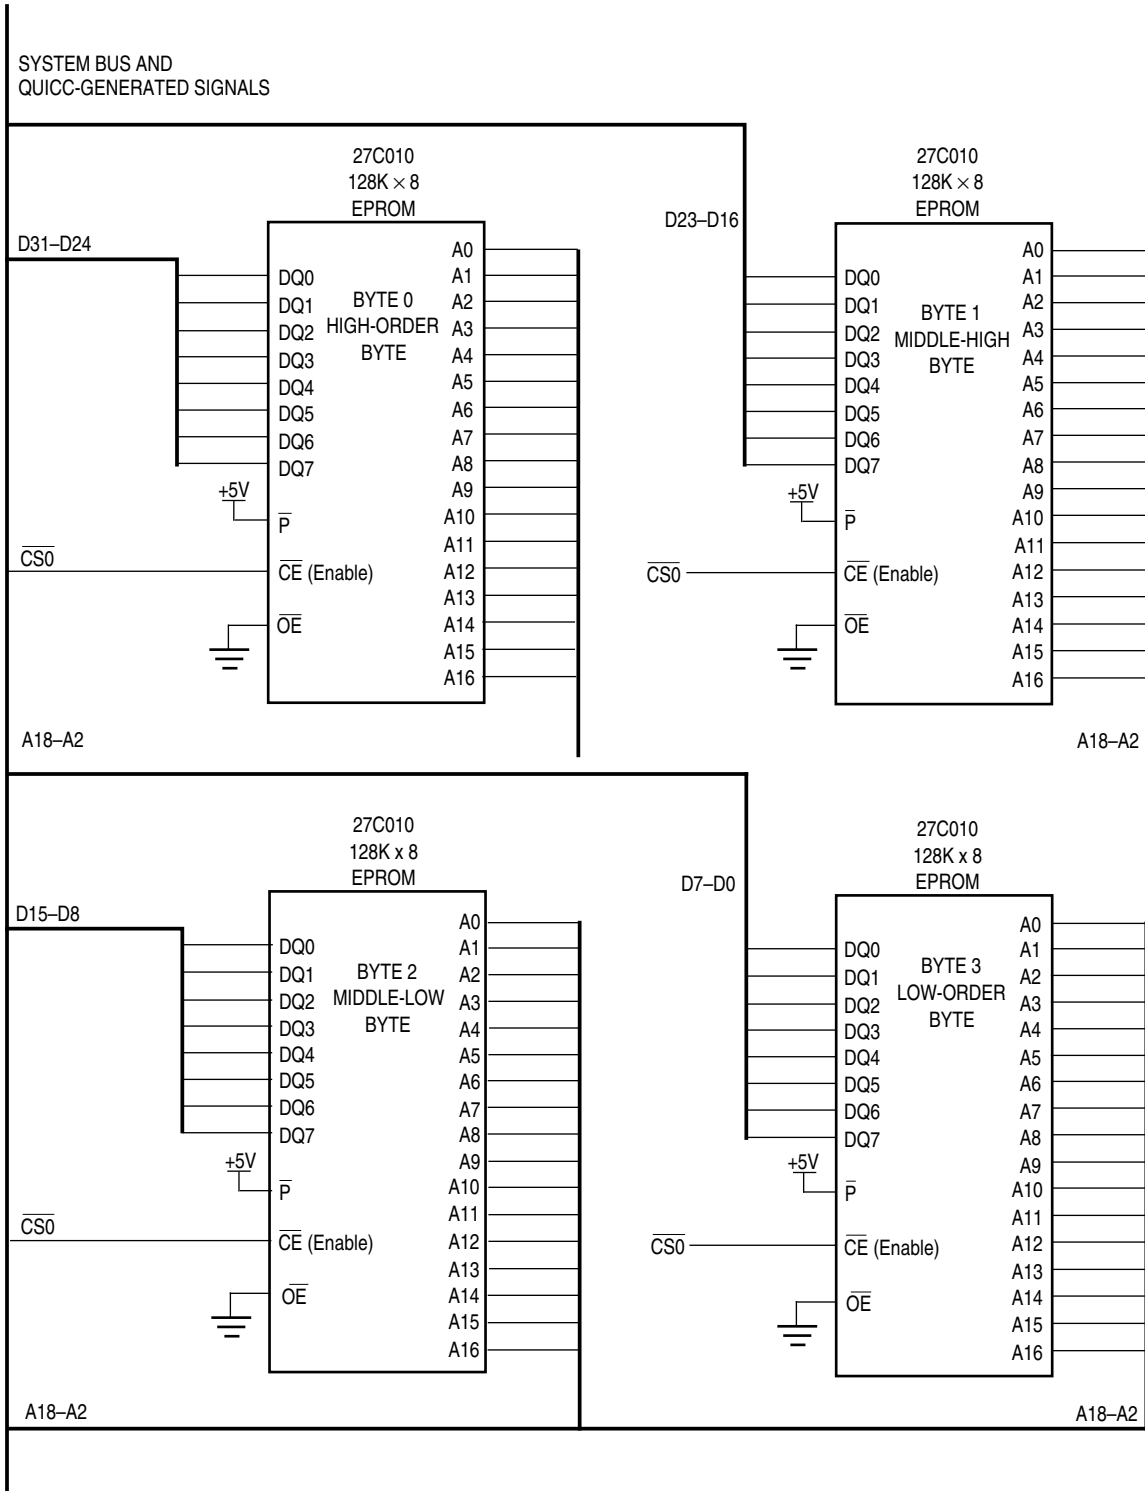 SYSTEM BUS AND
QUICC-GENERATED SIGNALS
27C010
128K × 8
EPROM
D31–D24
DQ0
DQ1
DQ2
DQ3
DQ4
DQ5
DQ6
DQ7
BYTE 0
HIGH-ORDER
BYTE
+5V
P
CS0
CE (Enable)
OE
A0
A1
A2
A3
A4
A5
A6
A7
A8
A9
A10
A11
A12
A13
A14
A15
A16
A18–A2
27C010
128K × 8
EPROM
D23–D16
DQ0
DQ1
DQ2
DQ3
DQ4
DQ5
DQ6
DQ7
BYTE 1
MIDDLE-HIGH
BYTE
+5V
P
CS0
CE (Enable)
OE
A0
A1
A2
A3
A4
A5
A6
A7
A8
A9
A10
A11
A12
A13
A14
A15
A16
A18–A2
27C010
128K x 8
EPROM
D15–D8
DQ0
DQ1
DQ2
DQ3
DQ4
DQ5
DQ6
DQ7
BYTE 2
MIDDLE-LOW
BYTE
+5V
P
CS0
CE (Enable)
OE
A0
A1
A2
A3
A4
A5
A6
A7
A8
A9
A10
A11
A12
A13
A14
A15
A16
A18–A2
27C010
128K x 8
EPROM
D7–D0
DQ0
DQ1
DQ2
DQ3
DQ4
DQ5
DQ6
DQ7
BYTE 3
LOW-ORDER
BYTE
+5V
P
CS0
CE (Enable)
OE
A0
A1
A2
A3
A4
A5
A6
A7
A8
A9
A10
A11
A12
A13
A14
A15
A16
A18–A2